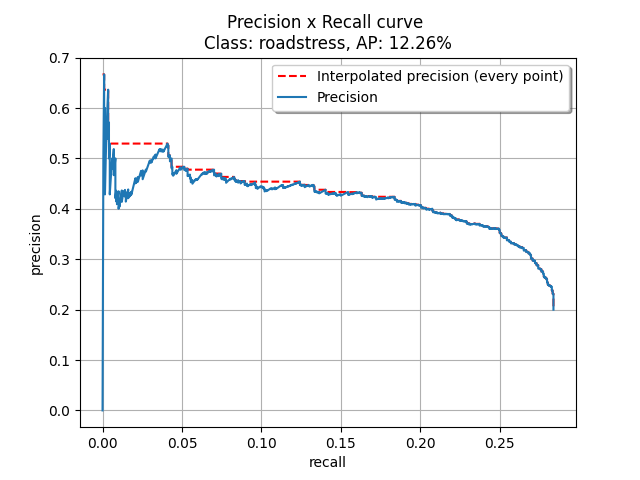 Precision x Recall curve
Class: roadstress, AP: 12.26%
Interpolated precision (every point)
Precision
0.7
0.6
0.5
0.4
0.3
0.2
0.1
0.0
precision
0.00 0.05 0.10 0.15 0.20 0.25
recall